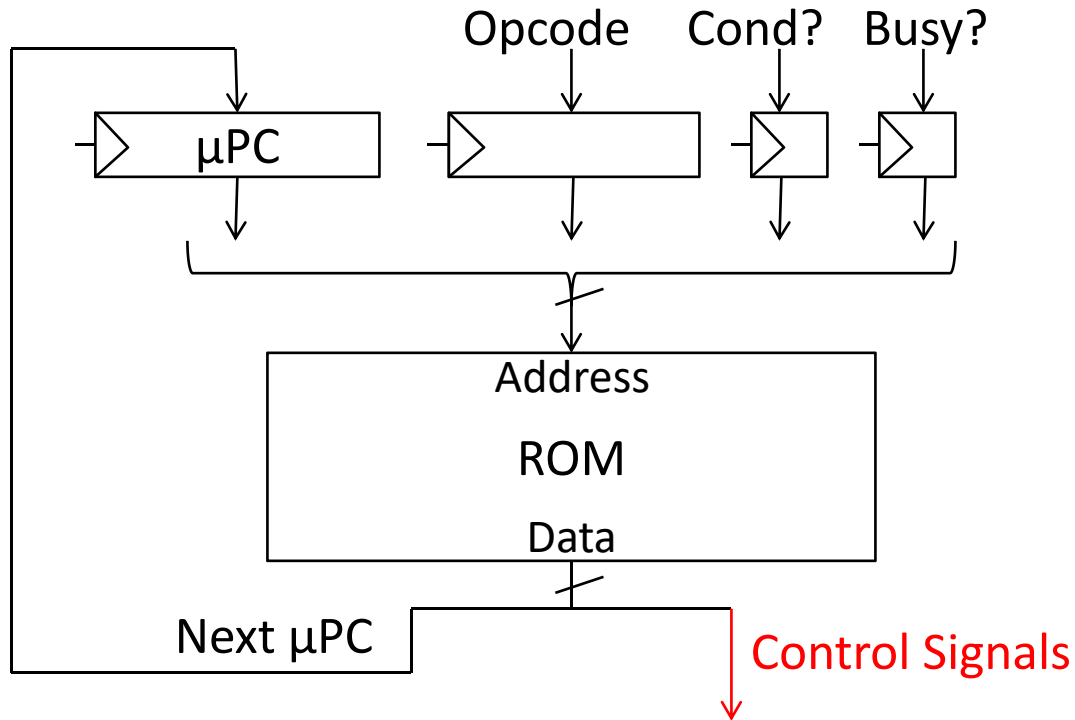 Opcode Cond? Busy?
µPC
Address
ROM
Data
Next µPC
Control Signals